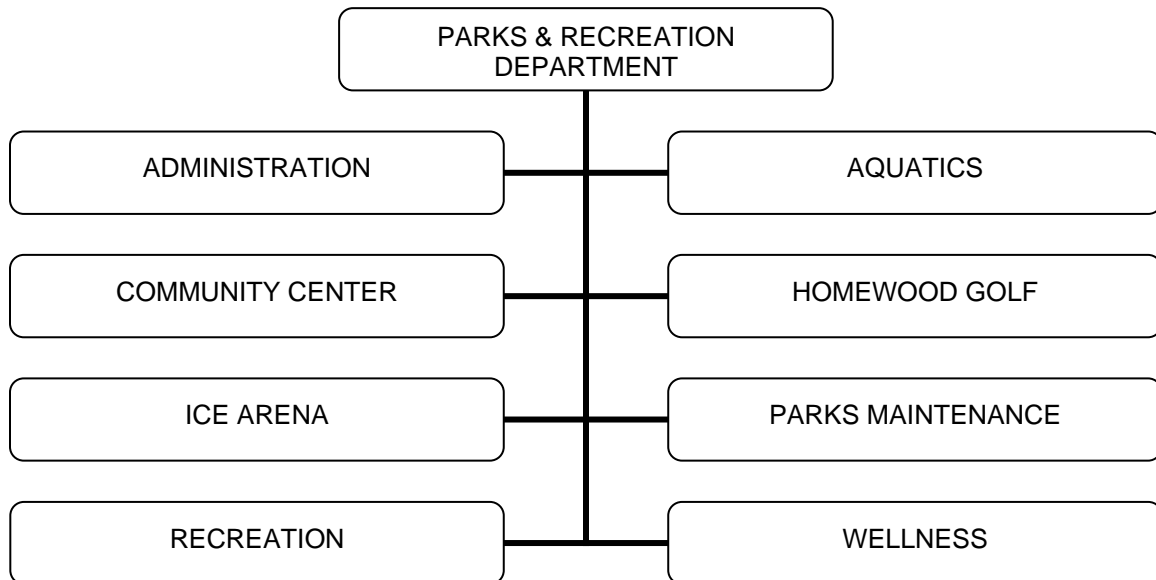 PARKS & RECREATION
DEPARTMENT
ADMINISTRATION
AQUATICS
COMMUNITY CENTER
HOMEWOOD GOLF
ICE ARENA
PARKS MAINTENANCE
RECREATION
WELLNESS